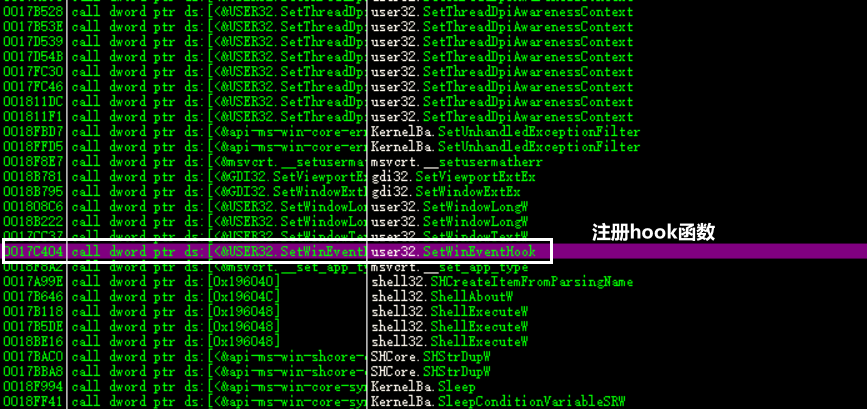 0017B528 call dword ptr ds:[<&USER32.SetThreadDp user32.SetThreadDpiAwarenessContext
0017B53E call dword ptr ds:[<&USER32.SetThreadDp user32.SetThreadDpiAwarenessContext
0017D539 call dword ptr ds:[<&USER32.SetThreadDp user32.SetThreadDpiAwarenessContext
0017D54B call dword ptr ds:[<&USER32.SetThreadDp user32.SetThreadDpiAwarenessContext
0017FC30 call dword ptr ds:[<&USER32.SetThreadDp user32.SetThreadDpiAwarenessContext
0017FC46 call dword ptr ds:[<&USER32.SetThreadDp user32.SetThreadDpiAwarenessContext
001811DC call dword ptr ds:[<&USER32.SetThreadDp user32.SetThreadDpiAwarenessContext
001811F1 call dword ptr ds:[<&USER32.SetThreadDp user32.SetThreadDpiAwarenessContext
0018FBD7 call dword ptr ds:[<&api-ms-win-core-er KernelBa.SetUnhandledExceptionFilter
0018FFD5 call dword ptr ds:[<&api-ms-win-core-er KernelBa.SetUnhandledExceptionFilter
0018F8E7 call dword ptr ds:[<&msvcrt.__setuserma msvcrt.__setusermatherr
0018B781 call dword ptr ds:[<&GDI32.SetViewportE gdi32.SetViewportExtEx
0018B795 call dword ptr ds:[<&GDI32.SetWindowExt gdi32.SetWindowExtEx
001808C6 call dword ptr ds:[<&USER32.SetWindowLo user32.SetWindowLongW
0018B222 call dword ptr ds:[<&USER32.SetWindowLo user32.SetWindowLongW
0017CC37 call dword ptr ds:[<&USER32.SetWindowTe user32.SetWindowTextW
注册hook函数
0017C404 call dword ptr ds:[<&USER32.SetWinEvent user32.SetWinEventHook
0018F8A2 call dword ptr ds:[<&msvcrt.__set_app_ty msvcrt.__set_app_type
0017A99E call dword ptr ds:[0x196040] shell32.SHCreateItemFromParsingName
0017B646 call dword ptr ds:[0x19604C] shell32.ShellAboutW
0017B118 call dword ptr ds:[0x196048] shell32.ShellExecuteW
0017B5DE call dword ptr ds:[0x196048] shell32.ShellExecuteW
0018BE16 call dword ptr ds:[0x196048] shell32.ShellExecuteW
0017BAC0 call dword ptr ds:[<&api-ms-win-shcore- SHCore.SHStrDupW
0017BBA8 call dword ptr ds:[<&api-ms-win-shcore- SHCore.SHStrDupW
0018F994 call dword ptr ds:[<&api-ms-win-core-sy KernelBa.Sleep
0018FF41 call dword ptr ds:[<&api-ms-win-core-sy KernelBa.SleepConditionVariableSRW